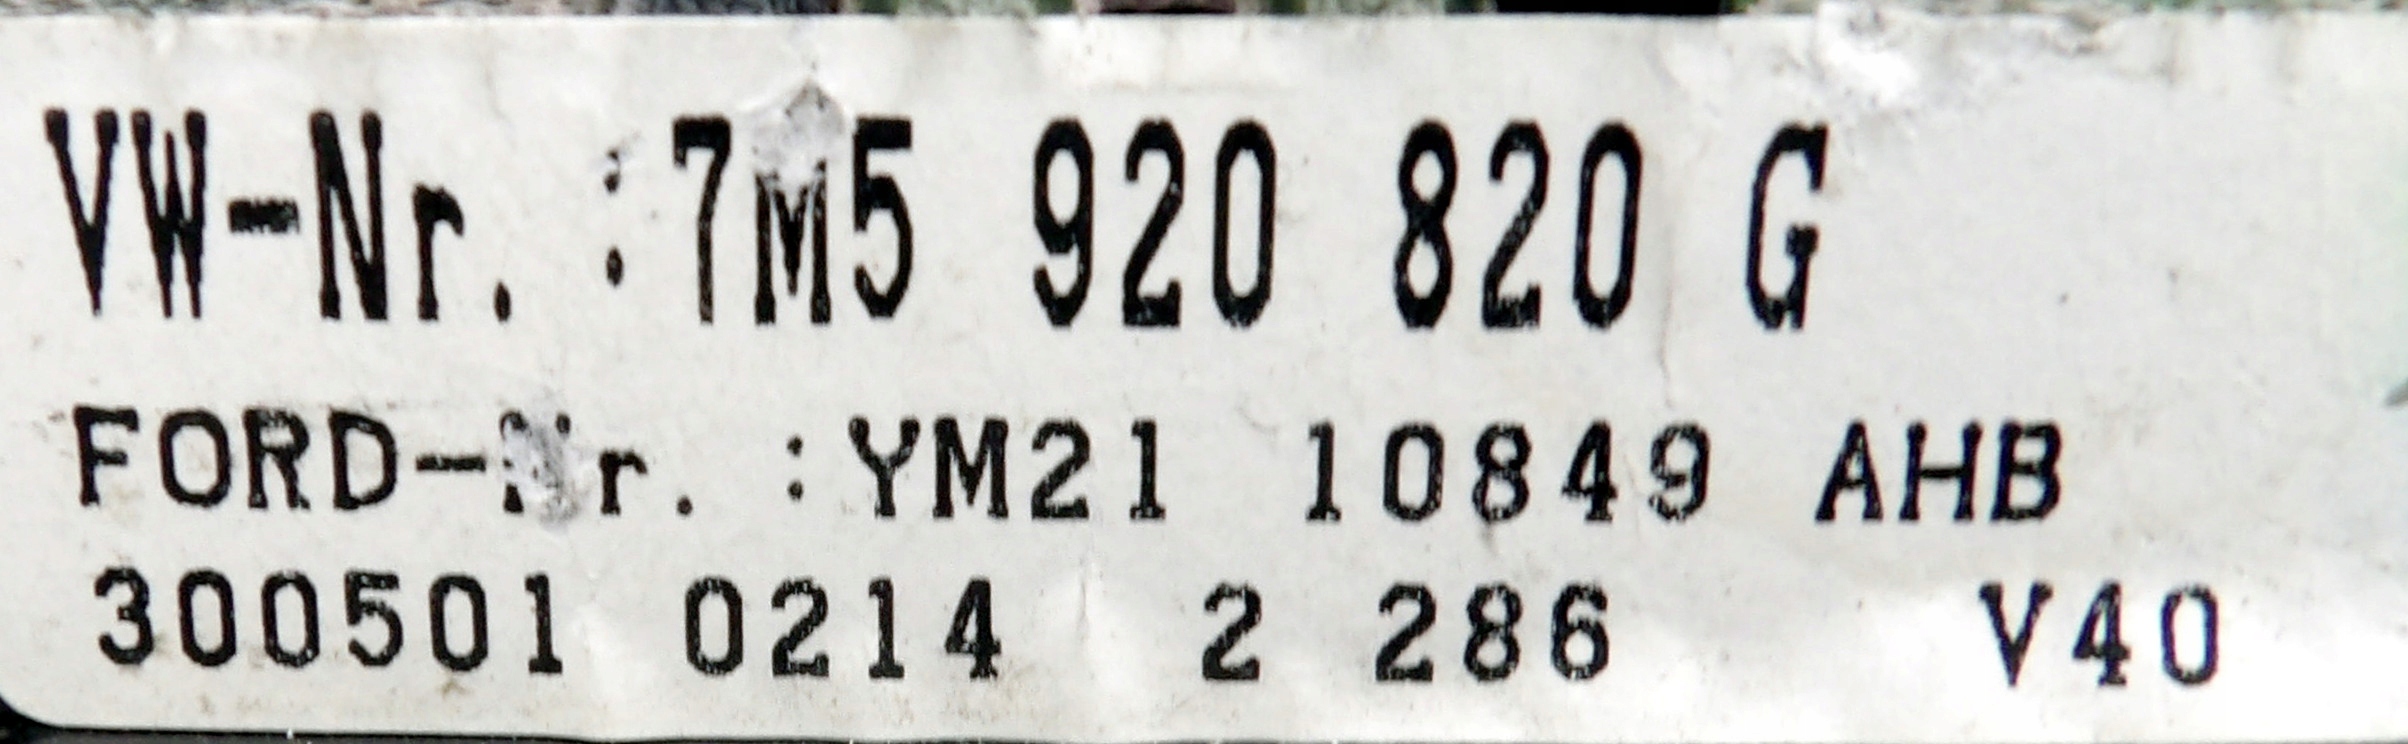 VW-Nr. :7M5 920 820 G
FORD-Nr. :YM21 10849 AHB
300501 0214 2 286 V40